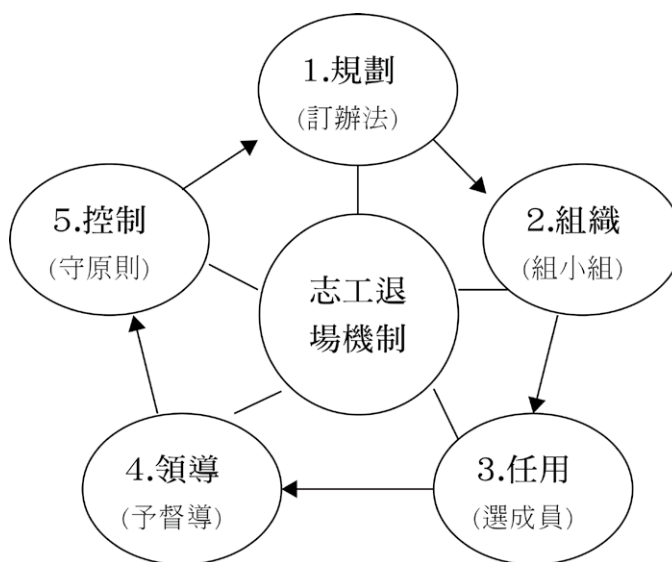 1.規劃
(訂辦法)
2.組織
(組小組)
3.任用
(選成員)
4.領導
(予督導)
5.控制
(守原則)
志工退
場機制